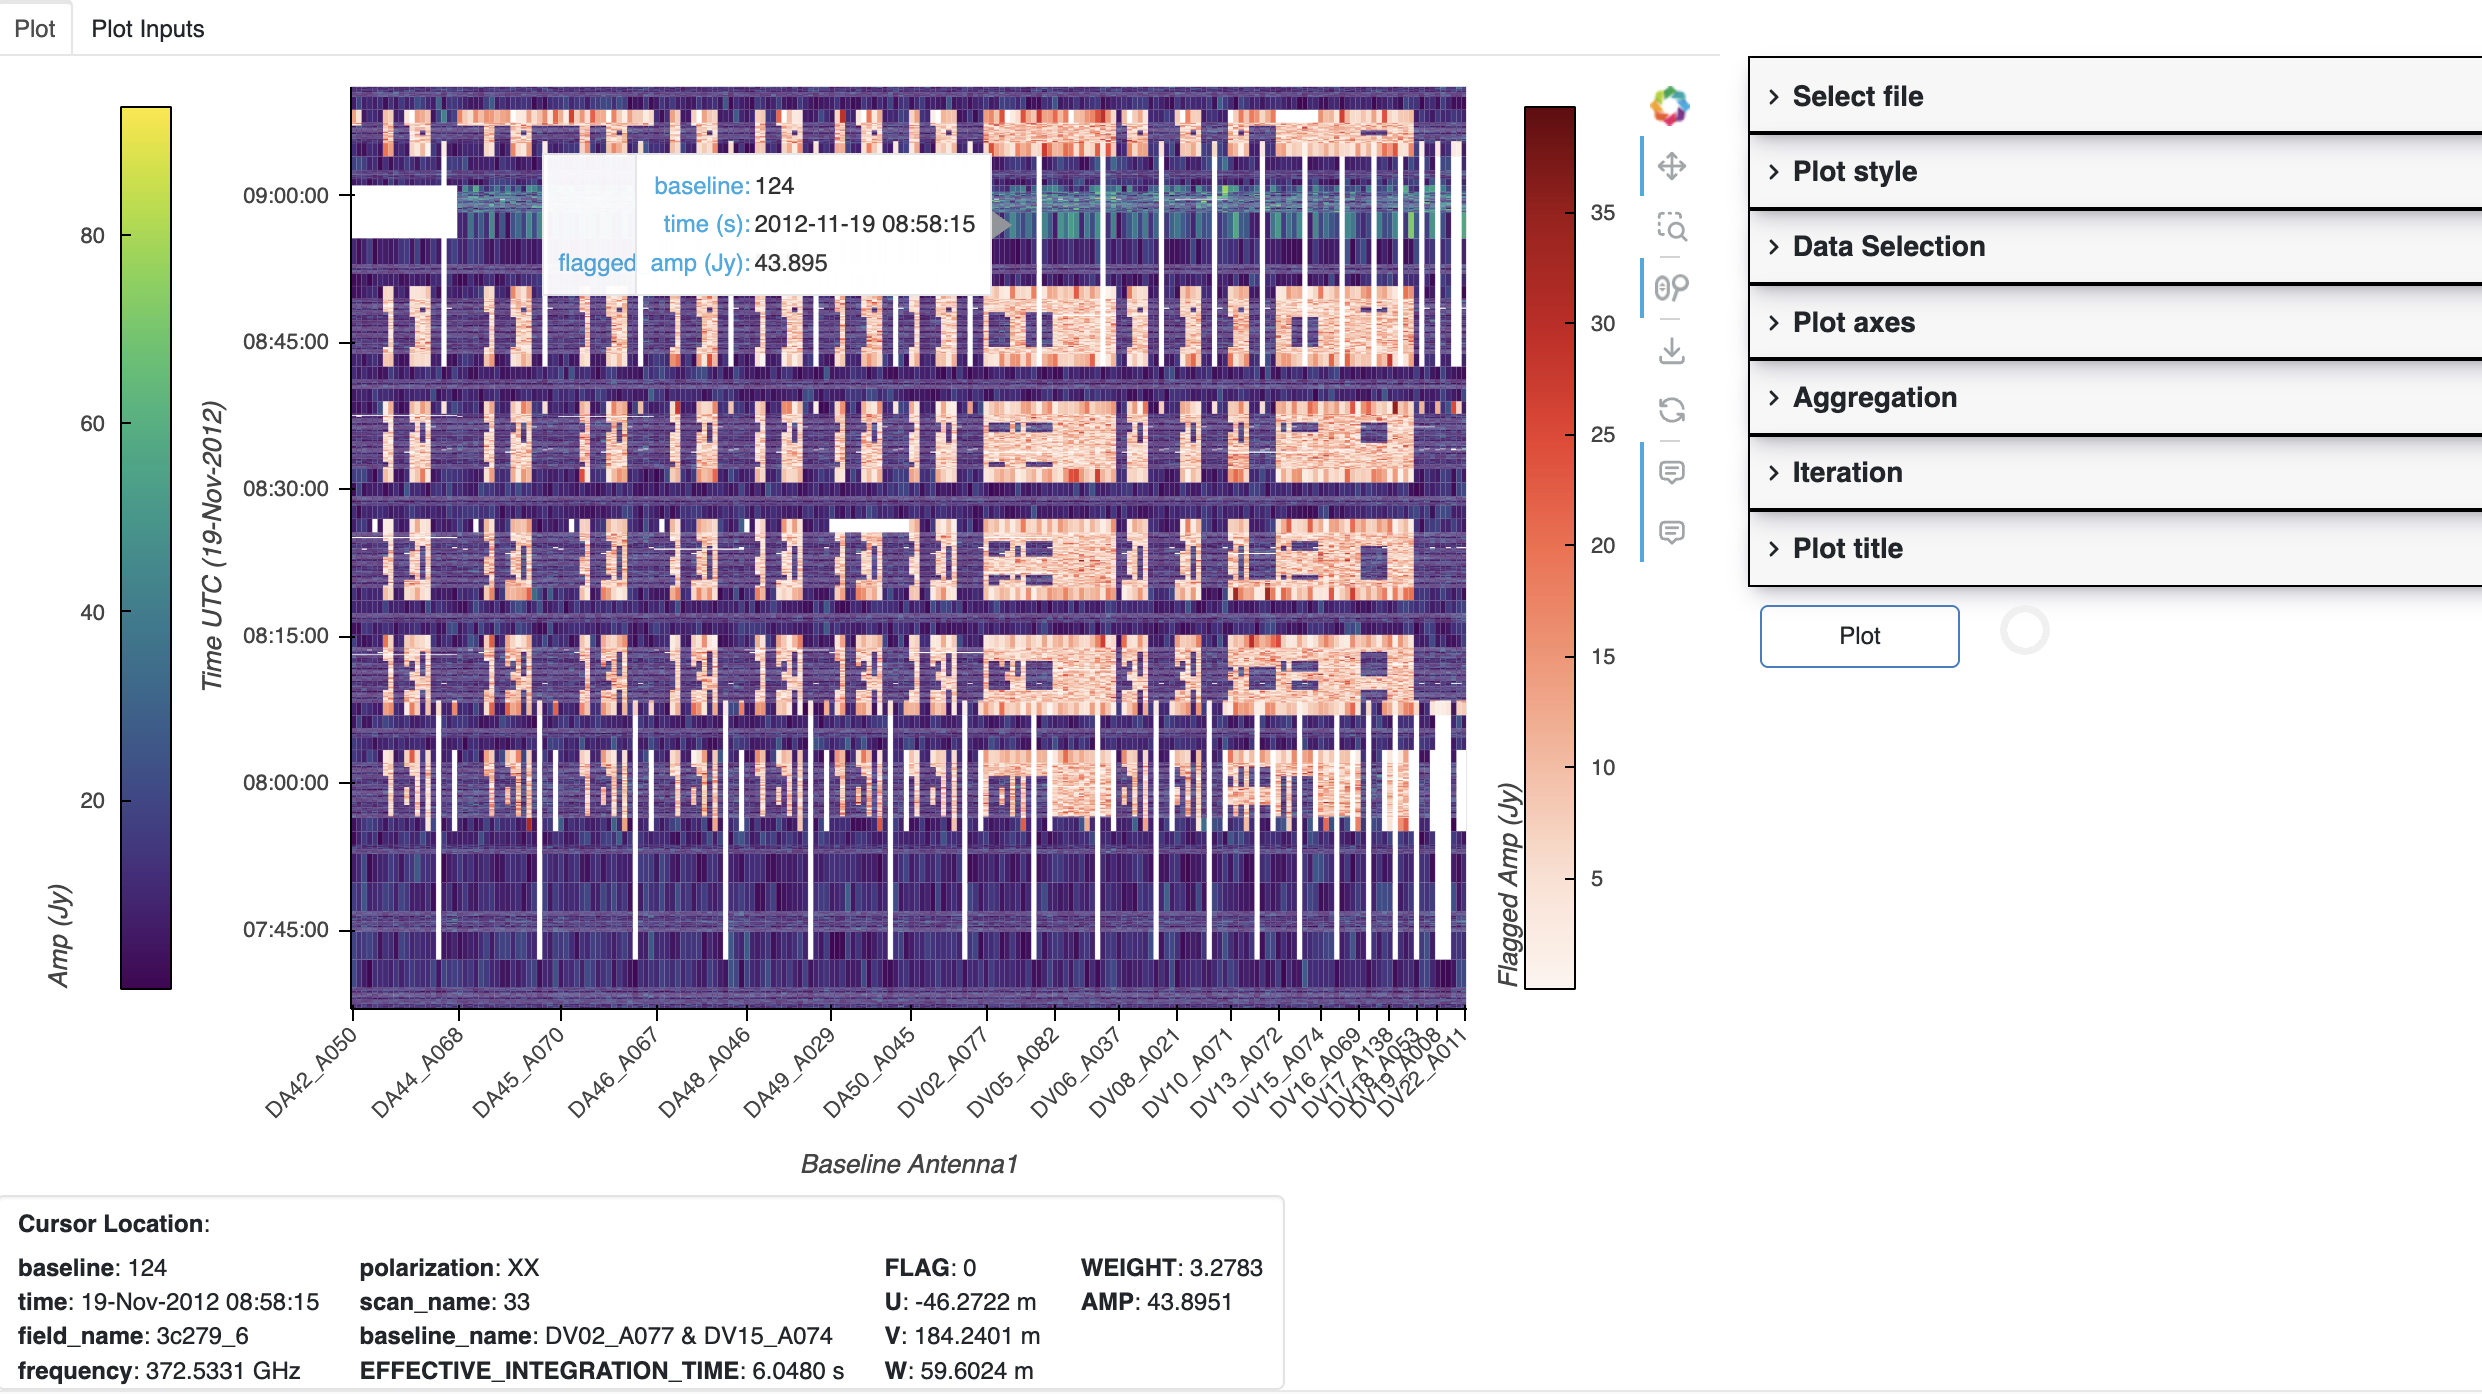 Plot
Plot Inputs
80
60
40
20
Amp (Jy)
Time UTC (19-Nov-2012)
09:00:00
08:45:00
08:30:00
08:15:00
08:00:00
07:45:00
baseline: 124
time (s): 2012-11-19 08:58:15
flagged amp (Jy): 43.895
DA42_A050
DA44_A068
DA45_A070
DA46_A067
DA48_A046
DA49_A029
DA50_A045
DV02_A077
DV05_A082
DV06_A037
DV08_A021
DV10_A071
DV13_A072
DV15_A074
DV16_A069
DV17_A138
DV18_A053
DV19_A008
DV22_A011
Baseline Antenna1
35
30
25
20
15
10
5
Flagged Amp (Jy)
Select file
Plot style
Data Selection
Plot axes
Aggregation
Iteration
Plot title
Plot
Cursor Location:
baseline: 124 polarization: XX FLAG: 0 WEIGHT: 3.2783
time: 19-Nov-2012 08:58:15 scan_name: 33 U: -46.2722 m AMP: 43.8951
field_name: 3c279_6 baseline_name: DV02_A077 & DV15_A074 V: 184.2401 m
frequency: 372.5331 GHz EFFECTIVE_INTEGRATION_TIME: 6.0480 s W: 59.6024 m